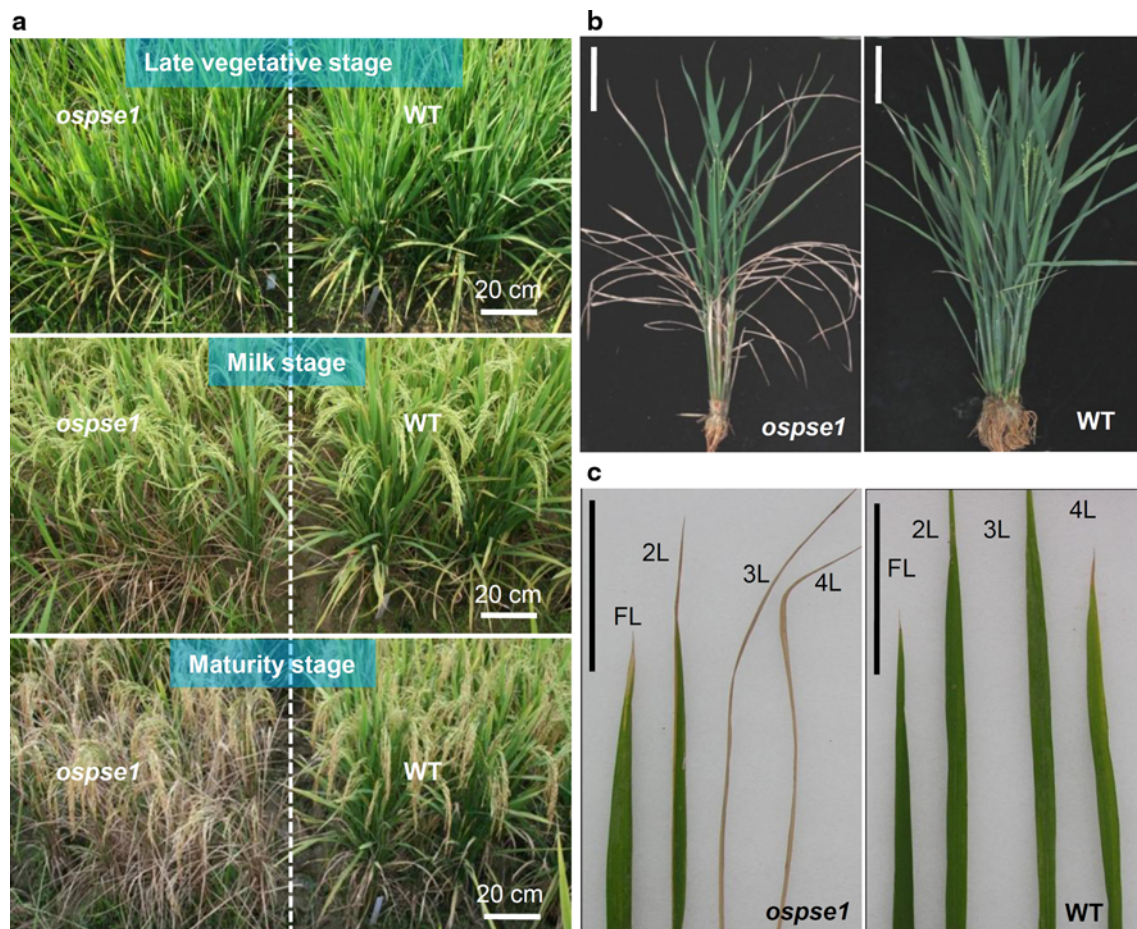 a
Late vegetative stage
ospse1
WT
20 cm
Milk stage
ospse1
WT
20 cm
Maturity stage
ospse1
WT
20 cm
b
ospse1
WT
c
FL
2L
3L
4L
ospse1
FL
2L
3L
4L
WT